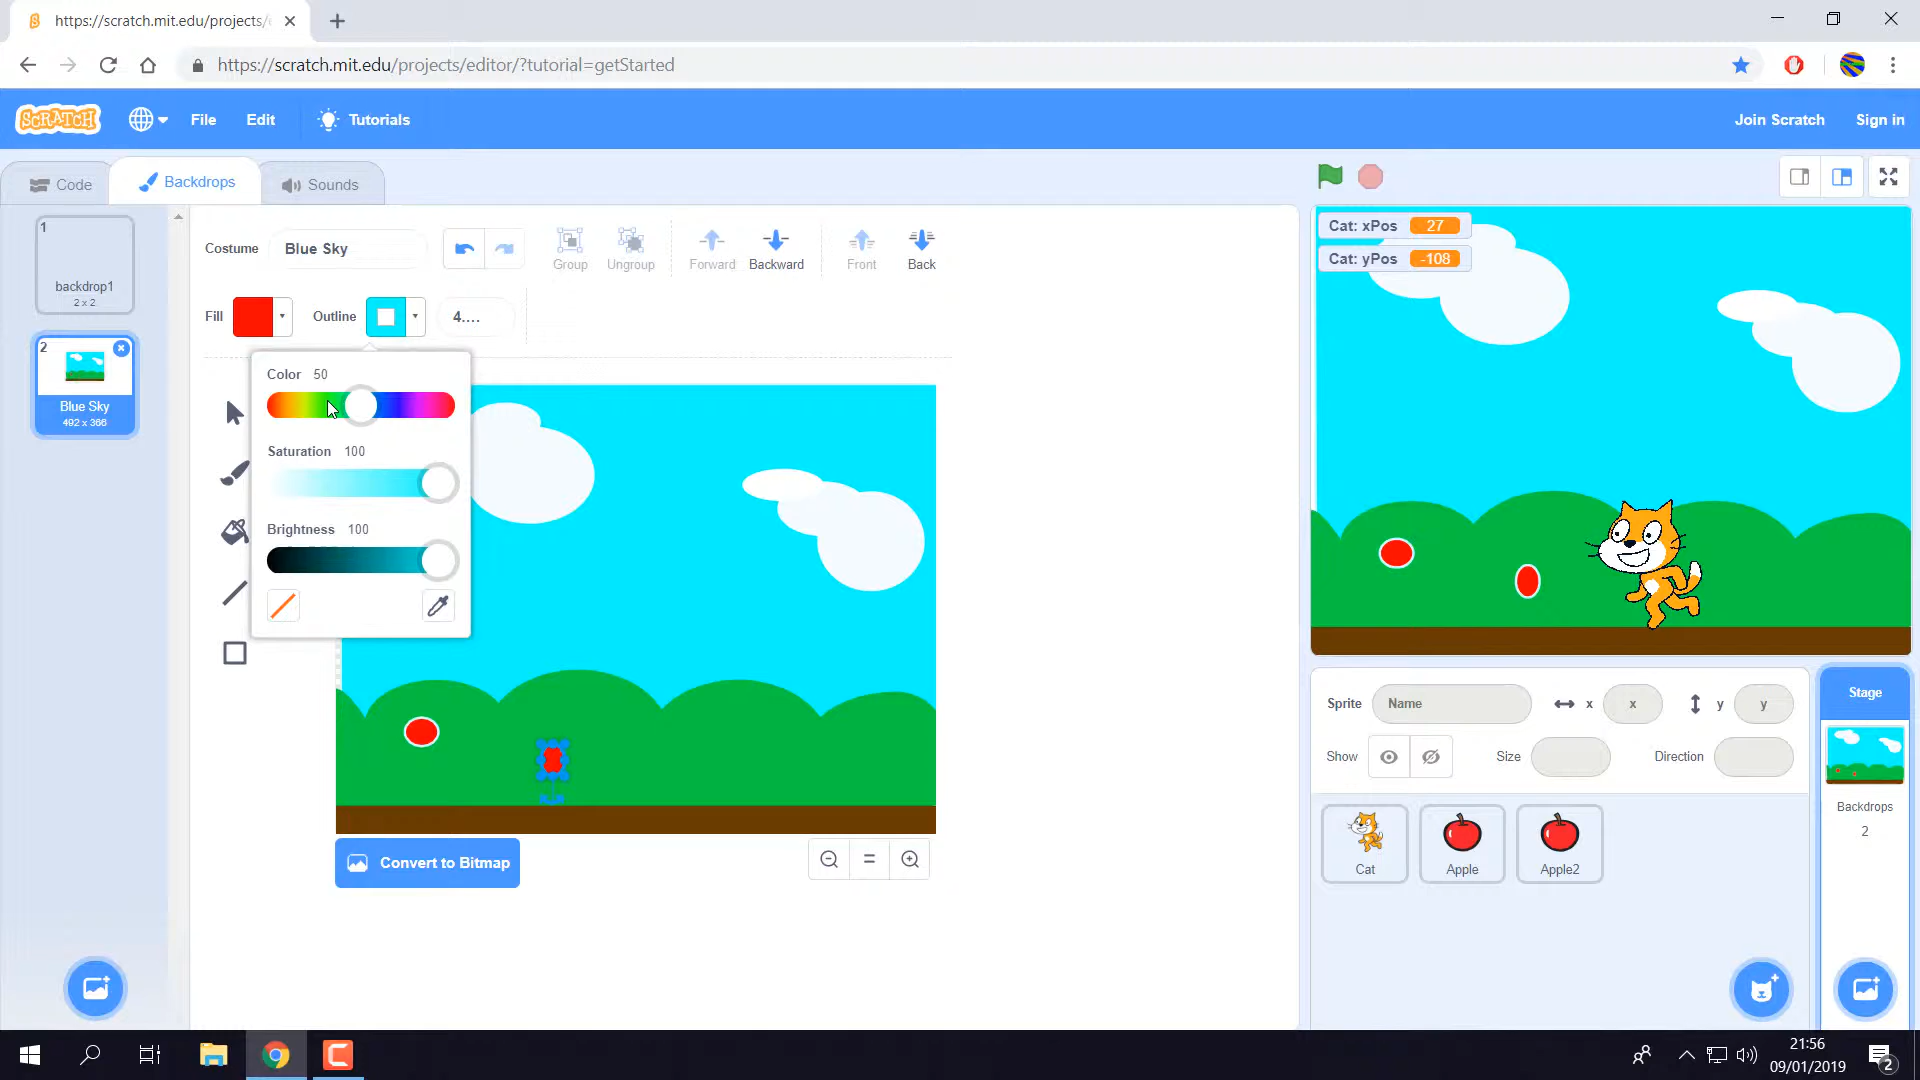 https://scratch.mit.edu/projects/e
https://scratch.mit.edu/projects/editor/?tutorial=getStarted
SCRATCH File Edit Tutorials Join Scratch Sign in
Code Backdrops Sounds
1
backdrop1
2 x 2
2
Blue Sky
492 x 366
Costume Blue Sky Group Ungroup Forward Backward Front Back
Fill Outline 4....
Color 50
Saturation 100
Brightness 100
Convert to Bitmap
Cat: xPos 27
Cat: yPos -108
Sprite Name x x y y
Show Size Direction
Cat Apple Apple2
Stage
Backdrops
2
21:56
09/01/2019
2